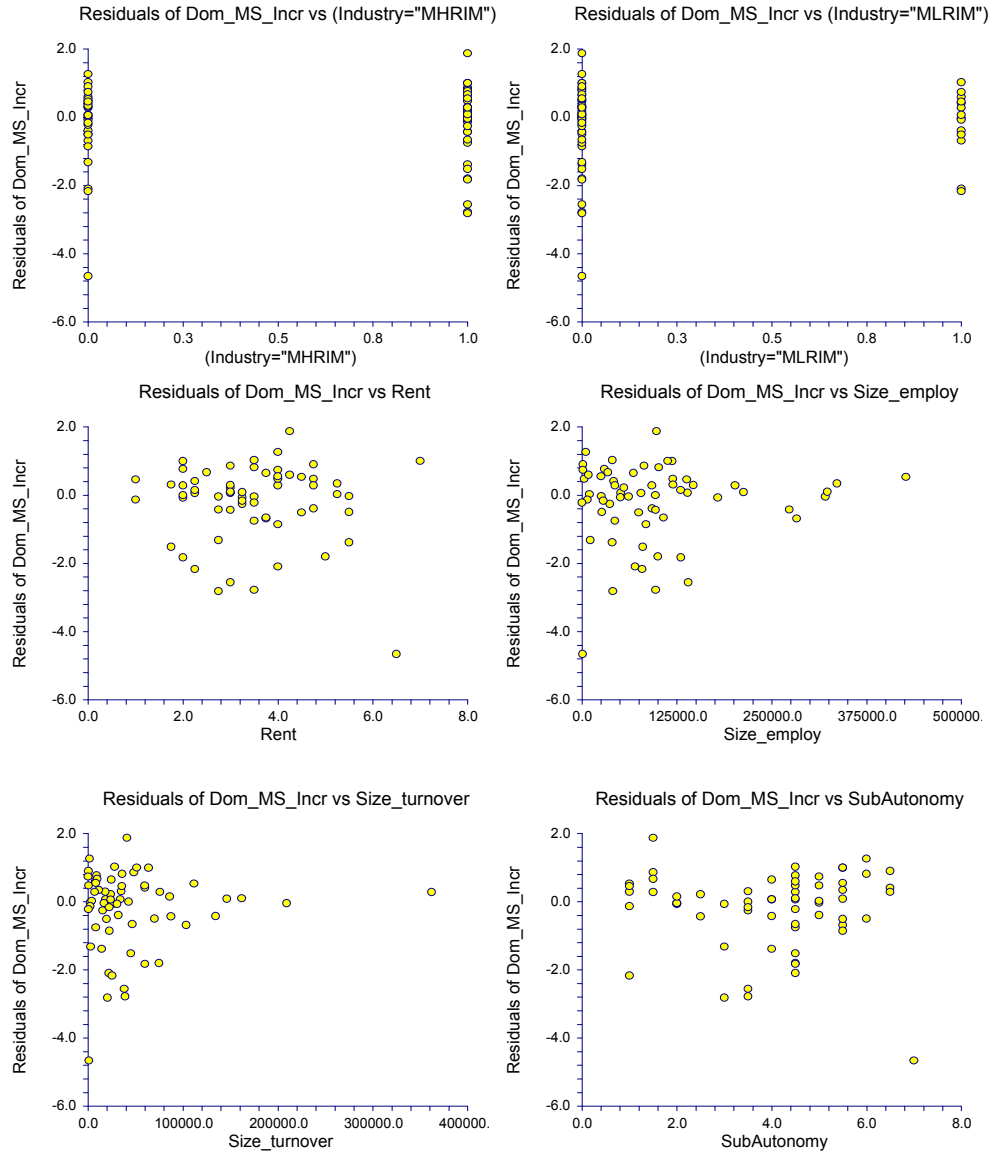 Residuals of Dom_MS_Incr vs (Industry="MHRIM")
Residuals of Dom_MS_Incr
2.0
0.0
-2.0
-4.0
-6.0
0.0 0.3 0.5 0.8 1.0
(Industry="MHRIM")
Residuals of Dom_MS_Incr vs (Industry="MLRIM")
Residuals of Dom_MS_Incr
2.0
0.0
-2.0
-4.0
-6.0
0.0 0.3 0.5 0.8 1.0
(Industry="MLRIM")
Residuals of Dom_MS_Incr vs Rent
Residuals of Dom_MS_Incr
2.0
0.0
-2.0
-4.0
-6.0
0.0 2.0 4.0 6.0 8.0
Rent
Residuals of Dom_MS_Incr vs Size_employ
Residuals of Dom_MS_Incr
2.0
0.0
-2.0
-4.0
-6.0
0.0 125000.0 250000.0 375000.0 500000.
Size_employ
Residuals of Dom_MS_Incr vs Size_turnover
Residuals of Dom_MS_Incr
2.0
0.0
-2.0
-4.0
-6.0
0.0 100000.0 200000.0 300000.0 400000.
Size_turnover
Residuals of Dom_MS_Incr vs SubAutonomy
Residuals of Dom_MS_Incr
2.0
0.0
-2.0
-4.0
-6.0
0.0 2.0 4.0 6.0 8.0
SubAutonomy